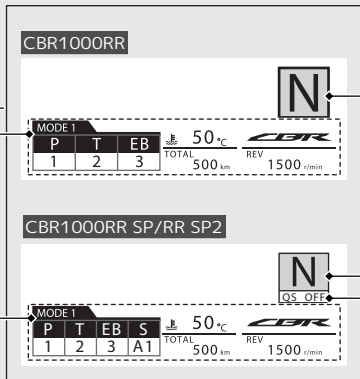 CBR1000RR
N
MODE 1
P T EB
1 2 3
50 °C
TOTAL
500 km
CBR
REV
1500 r/min
CBR1000RR SP/RR SP2
N
QS OFF
MODE 1
P T EB S
1 2 3 A1
50 °C
TOTAL
500 km
CBR
REV
1500 r/min